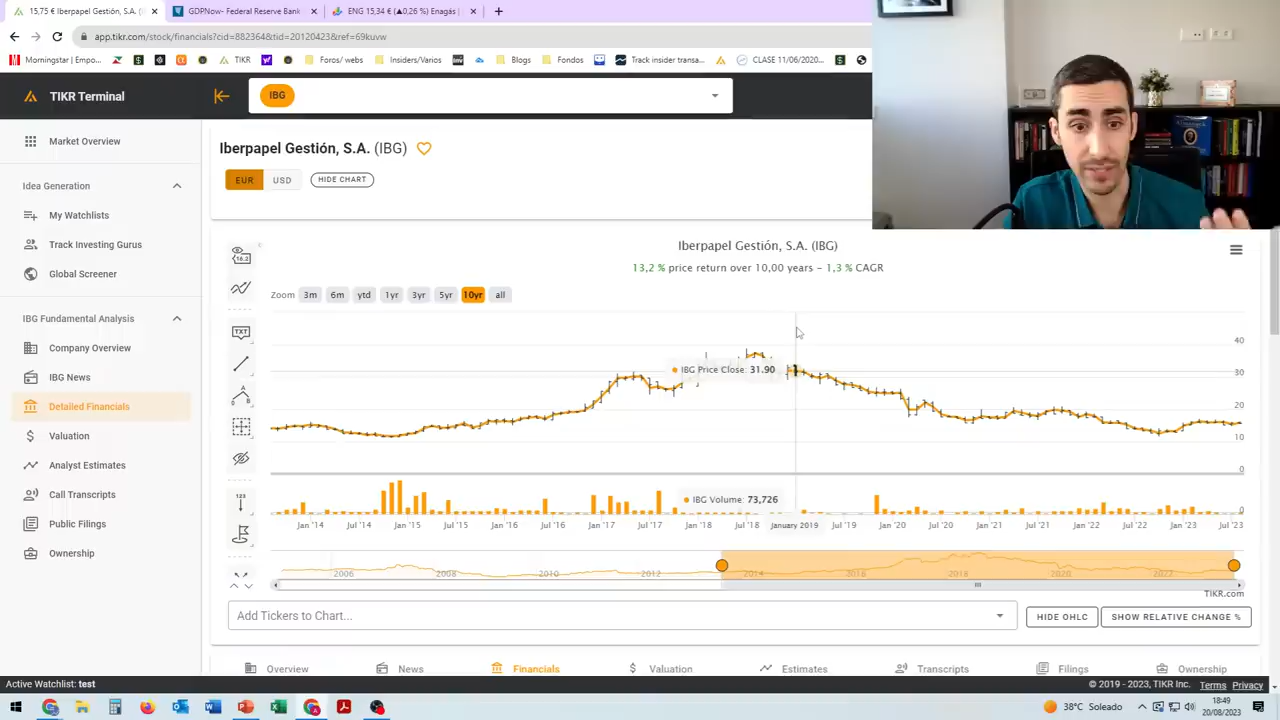 15,75 € Iberpapel Gestión, S.A. (I
GDPNow- Federal Reserve Bank
ENG 15,34 € (▲0,26 %) Enagás |
app.tikr.com/stock/financials?cid=882364&tid=20120423&ref=69kuvw
Morningstar | Empo...
TIKR
Foros/ webs
Insiders/Varios
Blogs
Fondos
Track insider transa...
CLASE 11/06/2020...
TIKR Terminal
IBG
Market Overview
Idea Generation
My Watchlists
Track Investing Gurus
Global Screener
IBG Fundamental Analysis
Company Overview
IBG News
Detailed Financials
Valuation
Analyst Estimates
Call Transcripts
Public Filings
Ownership
Iberpapel Gestión, S.A. (IBG)
EUR USD HIDE CHART
Iberpapel Gestión, S.A. (IBG)
13,2 % price return over 10,00 years – 1,3 % CAGR
Zoom 3m 6m ytd 1yr 3yr 5yr 10yr all
16.2
TXT
123
40
30
20
10
0
IBG Price Close: 31.90
IBG Volume: 73,726
0
Jan '14 Jul '14 Jan '15 Jul '15 Jan '16 Jul '16 Jan '17 Jul '17 Jan '18 Jul '18 January 2019 Jul '19 Jan '20 Jul '20 Jan '21 Jul '21 Jan '22 Jul '22 Jan '23 Jul '23
2006 2008 2010 2012 2014 2016 2018 2020 2022
TIKR.com
Add Tickers to Chart...
HIDE OHLC
SHOW RELATIVE CHANGE %
Overview News Financials Valuation Estimates Transcripts Filings Ownership
Active Watchlist: test
© 2019 - 2023, TIKR Inc. Terms Privacy
38°C Soleado
18:49
20/08/2023